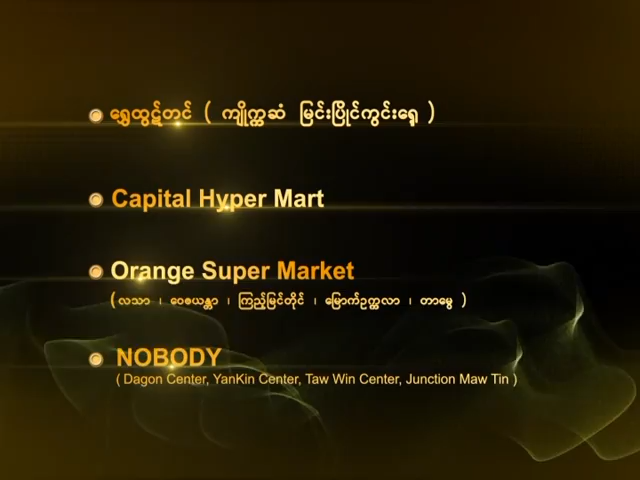 ရွှေထွဋ်တင် ( ကျိုက္ကဆံ မြင်းပြိုင်ကွင်းရှေ့ )
Capital Hyper Mart
Orange Super Market
( လသာ ၊ ဝေဇယန္တာ ၊ ကြည့်မြင်တိုင် ၊ မြောက်ဥက္ကလာ ၊ တာမွေ )
NOBODY
( Dagon Center, YanKin Center, Taw Win Center, Junction Maw Tin )